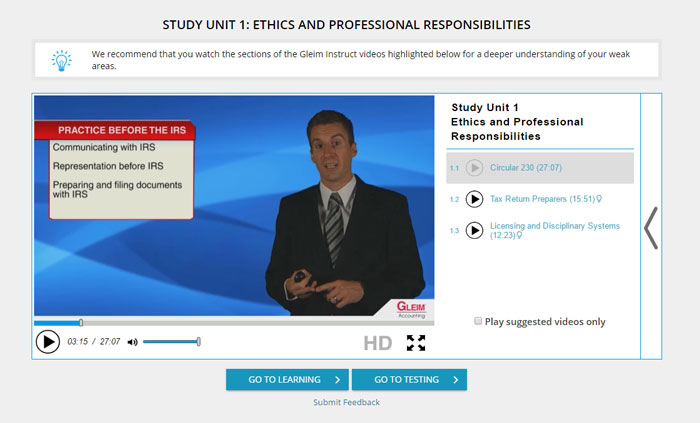 STUDY UNIT 1: ETHICS AND PROFESSIONAL RESPONSIBILITIES
We recommend that you watch the sections of the Gleim Instruct videos highlighted below for a deeper understanding of your weak
areas.
PRACTICE BEFORE THE IRS
Communicating with IRS
Representation before IRS
Preparing and filing documents
with IRS
GLEIM
Accounting
03:15 / 27:07
HD
Study Unit 1
Ethics and Professional
Responsibilities
1.1 Circular 230 (27:07)
1.2 Tax Return Preparers (15:51)
1.3 Licensing and Disciplinary Systems
(12:23)
Play suggested videos only
GO TO LEARNING
GO TO TESTING
Submit Feedback